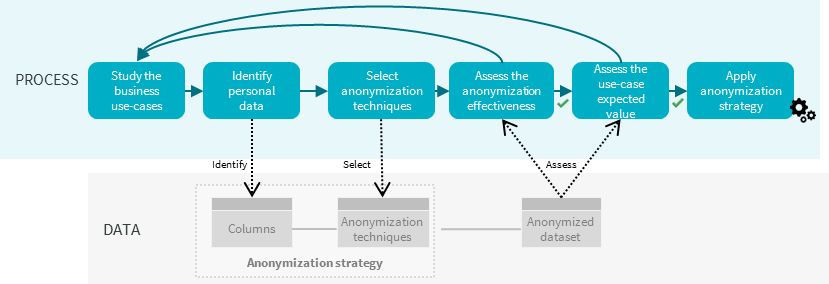 PROCESS
Study the
business
use-cases
Identify
personal
data
Select
anonymization
techniques
Assess the
anonymization
effectiveness
Assess the
use-case
expected
value
Apply
anonymization
strategy
Identify
Select
Assess
DATA
Columns
Anonymization
techniques
Anonymized
dataset
Anonymization strategy